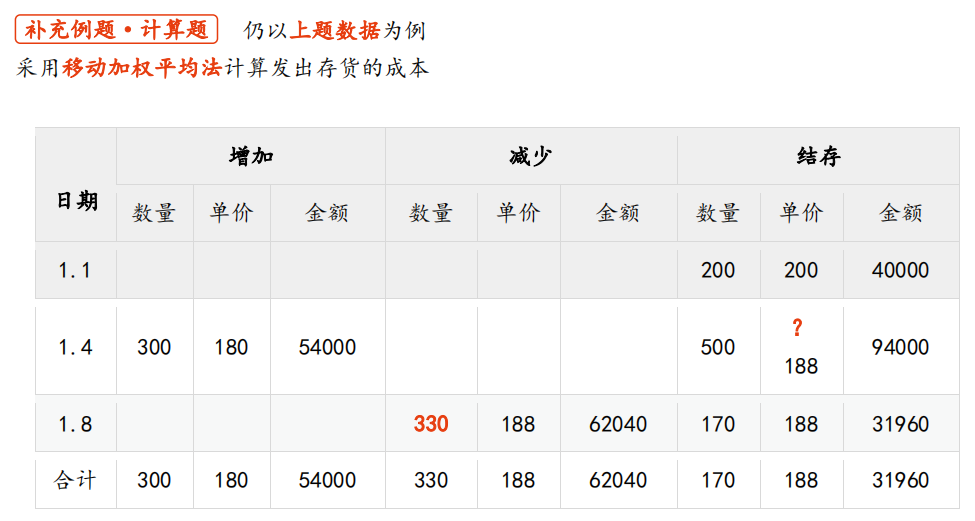 补充例题·计算题 仍以上题数据为例
采用移动加权平均法计算发出存货的成本
日期 增加 减少 结存
数量 单价 金额 数量 单价 金额 数量 单价 金额
1.1 200 200 40000
1.4 300 180 54000 500 ? 188 94000
1.8 330 188 62040 170 188 31960
合计 300 180 54000 330 188 62040 170 188 31960